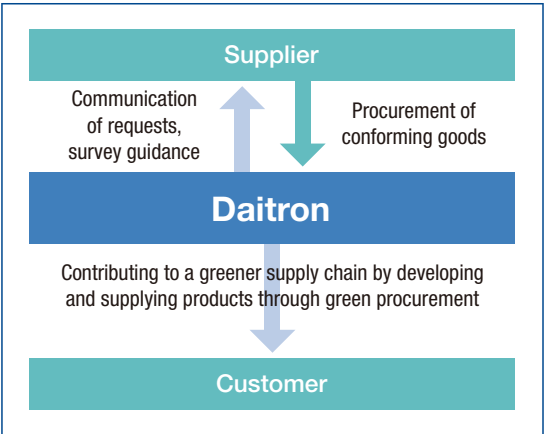 Supplier
Communication
of requests,
survey guidance
Procurement of
conforming goods
Daitron
Contributing to a greener supply chain by developing
and supplying products through green procurement
Customer